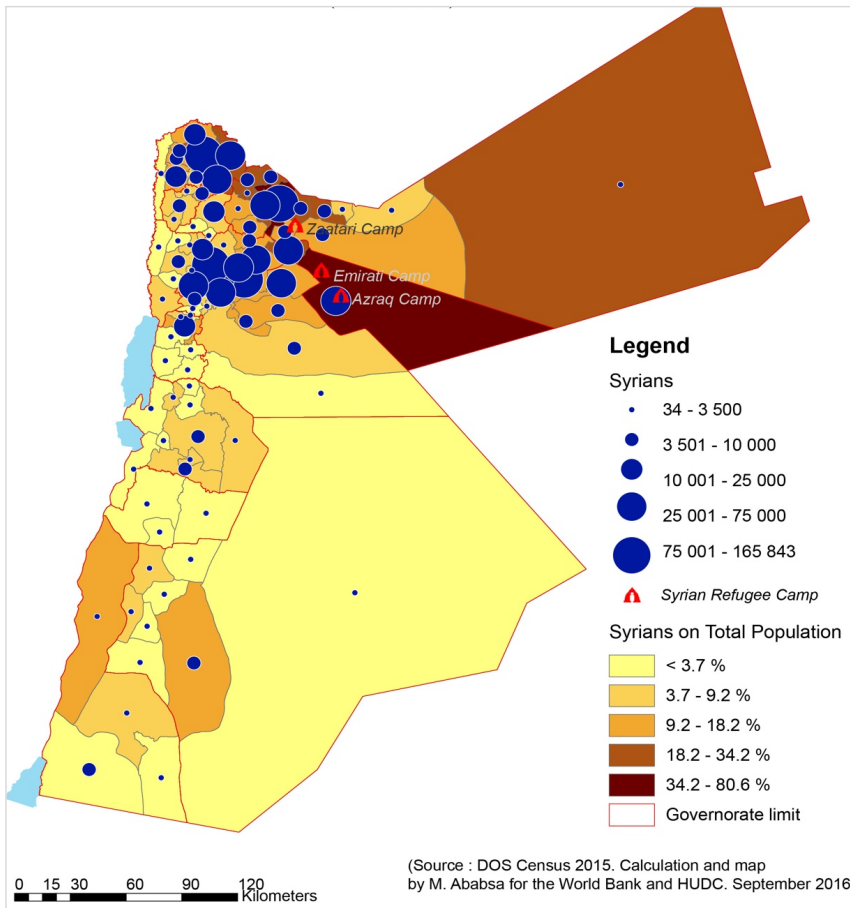 Zaatari Camp
Emirati Camp
Azraq Camp
Legend
Syrians
34 - 3 500
3 501 - 10 000
10 001 - 25 000
25 001 - 75 000
75 001 - 165 843
Syrian Refugee Camp
Syrians on Total Population
< 3.7 %
3.7 - 9.2 %
9.2 - 18.2 %
18.2 - 34.2 %
34.2 - 80.6 %
Governorate limit
0 15 30 60 90 120
Kilometers
(Source : DOS Census 2015. Calculation and map
by M. Ababsa for the World Bank and HUDC. September 2016